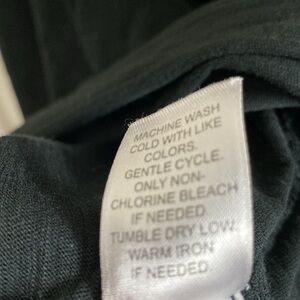 MACHINE WASH
COLD WITH LIKE
COLORS.
GENTLE CYCLE.
ONLY NON-
CHLORINE BLEACH
IF NEEDED.
TUMBLE DRY LOW.
WARM IRON
IF NEEDED.